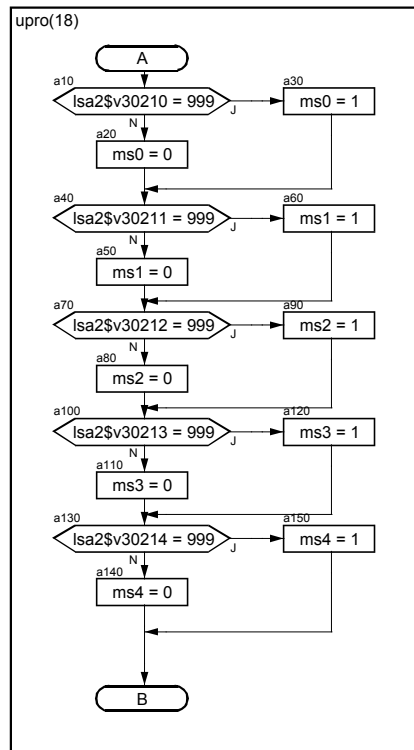 upro(18)
A
a10
lsa2$v30210 = 999
J
N
a30
ms0 = 1
a20
ms0 = 0
a40
lsa2$v30211 = 999
J
N
a60
ms1 = 1
a50
ms1 = 0
a70
lsa2$v30212 = 999
J
N
a90
ms2 = 1
a80
ms2 = 0
a100
lsa2$v30213 = 999
J
N
a120
ms3 = 1
a110
ms3 = 0
a130
lsa2$v30214 = 999
J
N
a150
ms4 = 1
a140
ms4 = 0
B